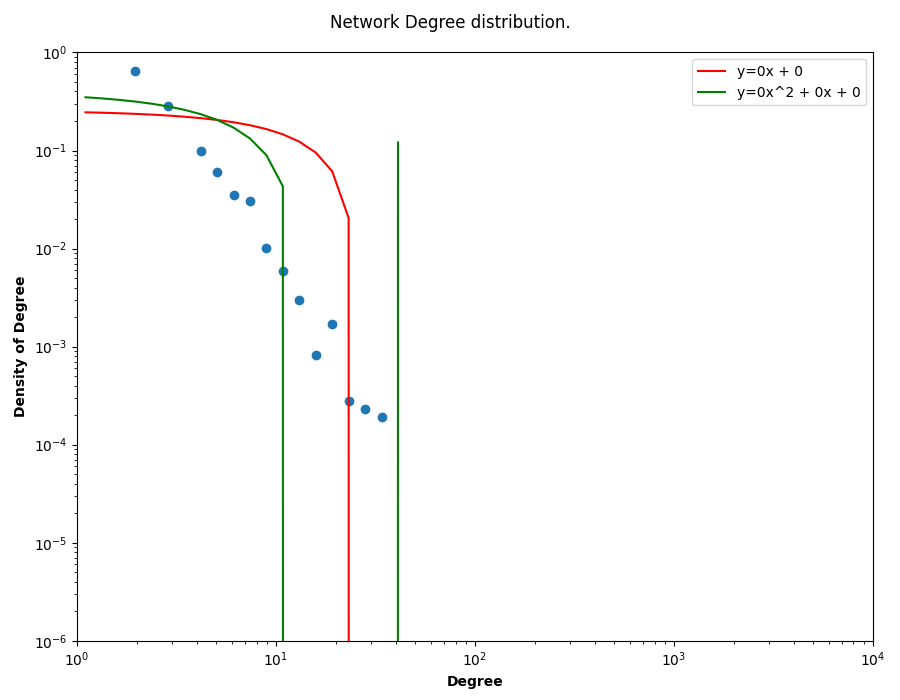 Network Degree distribution.
y=0x + 0
y=0x^2 + 0x + 0
Density of Degree
10^0
10^-1
10^-2
10^-3
10^-4
10^-5
10^-6
10^0 10^1 10^2 10^3 10^4
Degree